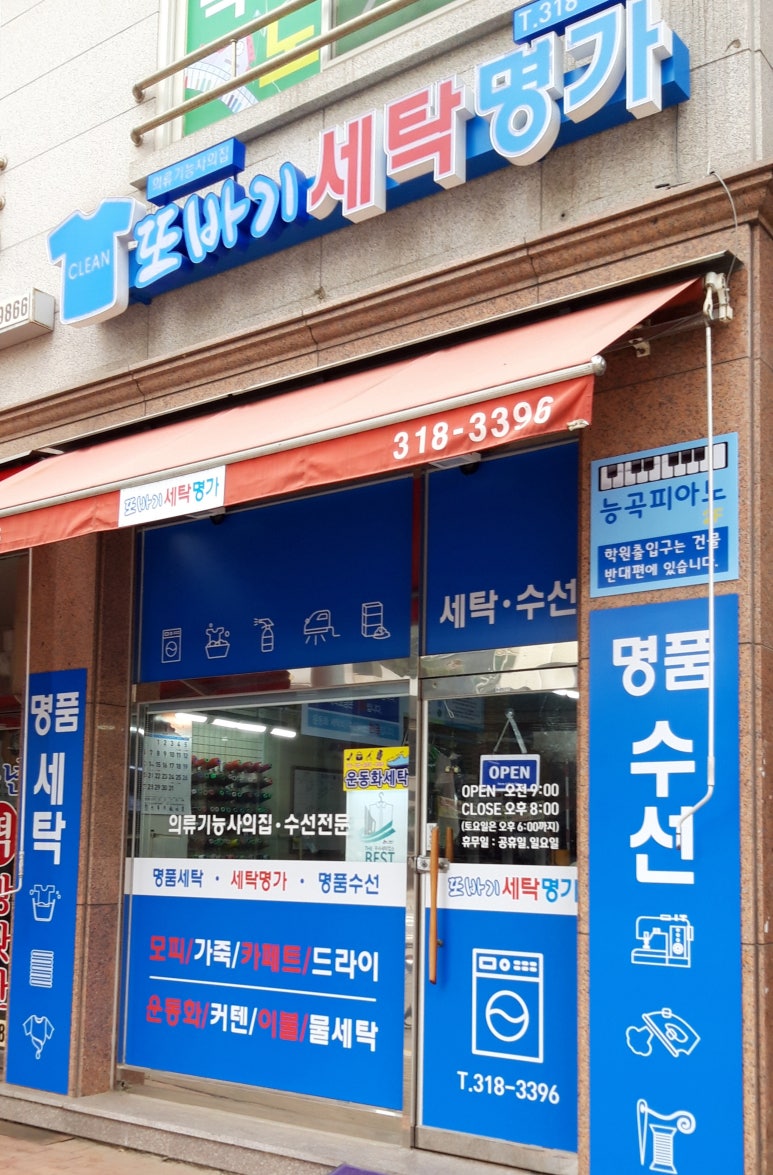 T.318
의류기능사의집
CLEAN
또바기세탁명가
9866
318-3396
또바기세탁명가
능곡피아노
2F
학원출입구는 건물
반대편에 있습니다.
세탁·수선
명품
수선
명품
세탁
운동화세탁
OPEN
OPEN 오전 9:00
CLOSE 오후 8:00
(토요일은 오후 6:00까지)
휴무일 : 공휴일.일요일
의류기능사의집·수선전문
BEST
명품세탁 · 세탁명가 · 명품수선
또바기세탁명가
모피/가죽/카페트/드라이
운동화/커텐/이불/물세탁
T.318-3396